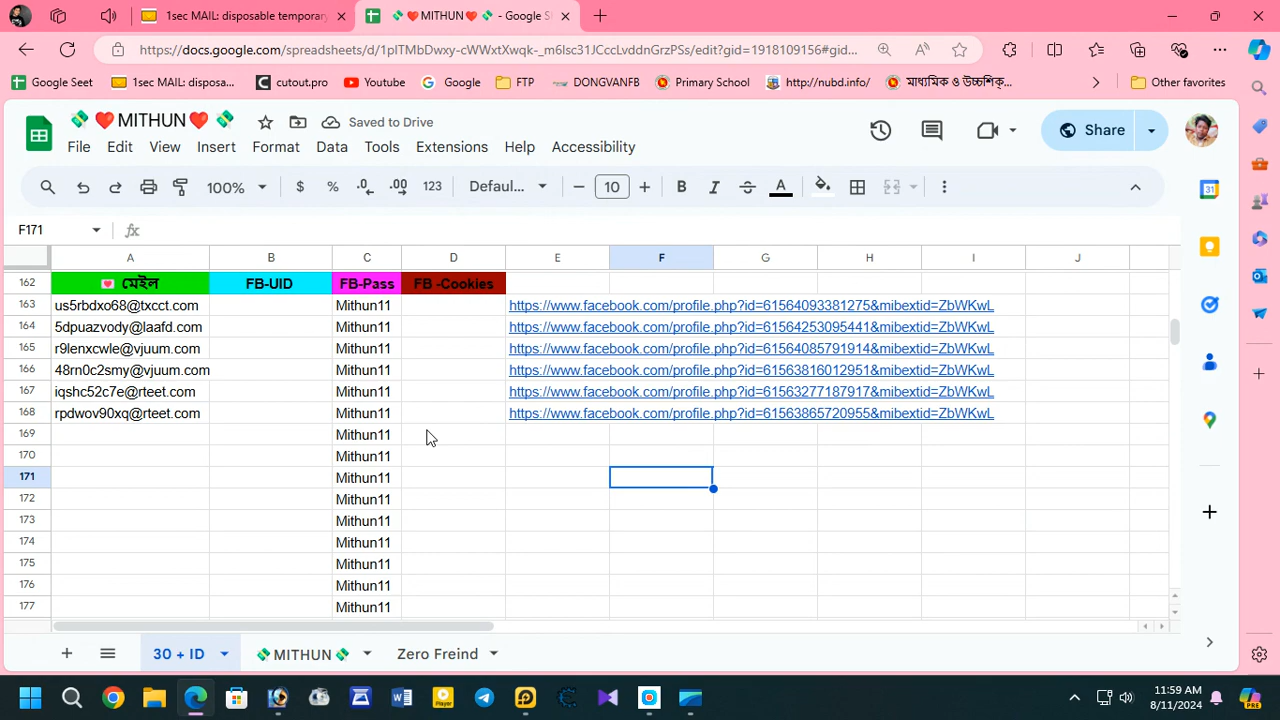 1sec MAIL: disposable temporary
💸❤️MITHUN❤️💸 - Google S
https://docs.google.com/spreadsheets/d/1pITMbDwxy-cWWxtXwqk-_mdlsc31JCccLvddnGrzPSs/edit?gid=1918109156#gid...
Google Seet
1sec MAIL: disposa...
cutout.pro
Youtube
Google
FTP
DONGVANFB
Primary School
http://nubd.info/
মাধ্যমিক ও উচ্চশিক্...
Other favorites
💸❤️MITHUN❤️💸
Saved to Drive
Share
File Edit View Insert Format Data Tools Extensions Help Accessibility
100% $ % .0 .00 123 Defaul... − 10 + B I A
F171 fx
A B C D E F G H I J
162 💌 মেইল FB-UID FB-Pass FB -Cookies
163 us5rbdxo68@txcct.com Mithun11 https://www.facebook.com/profile.php?id=61564093381275&mibextid=ZbWKwL
164 5dpuazvody@laafd.com Mithun11 https://www.facebook.com/profile.php?id=61564253095441&mibextid=ZbWKwL
165 r9lenxcwle@vjuum.com Mithun11 https://www.facebook.com/profile.php?id=61564085791914&mibextid=ZbWKwL
166 48rn0c2smy@vjuum.com Mithun11 https://www.facebook.com/profile.php?id=61563816012951&mibextid=ZbWKwL
167 iqshc52c7e@rteet.com Mithun11 https://www.facebook.com/profile.php?id=61563277187917&mibextid=ZbWKwL
168 rpdwov90xq@rteet.com Mithun11 https://www.facebook.com/profile.php?id=61563865720955&mibextid=ZbWKwL
169 Mithun11
170 Mithun11
171 Mithun11
172 Mithun11
173 Mithun11
174 Mithun11
175 Mithun11
176 Mithun11
177 Mithun11
30 + ID
💸MITHUN💸
Zero Freind
11:59 AM
8/11/2024